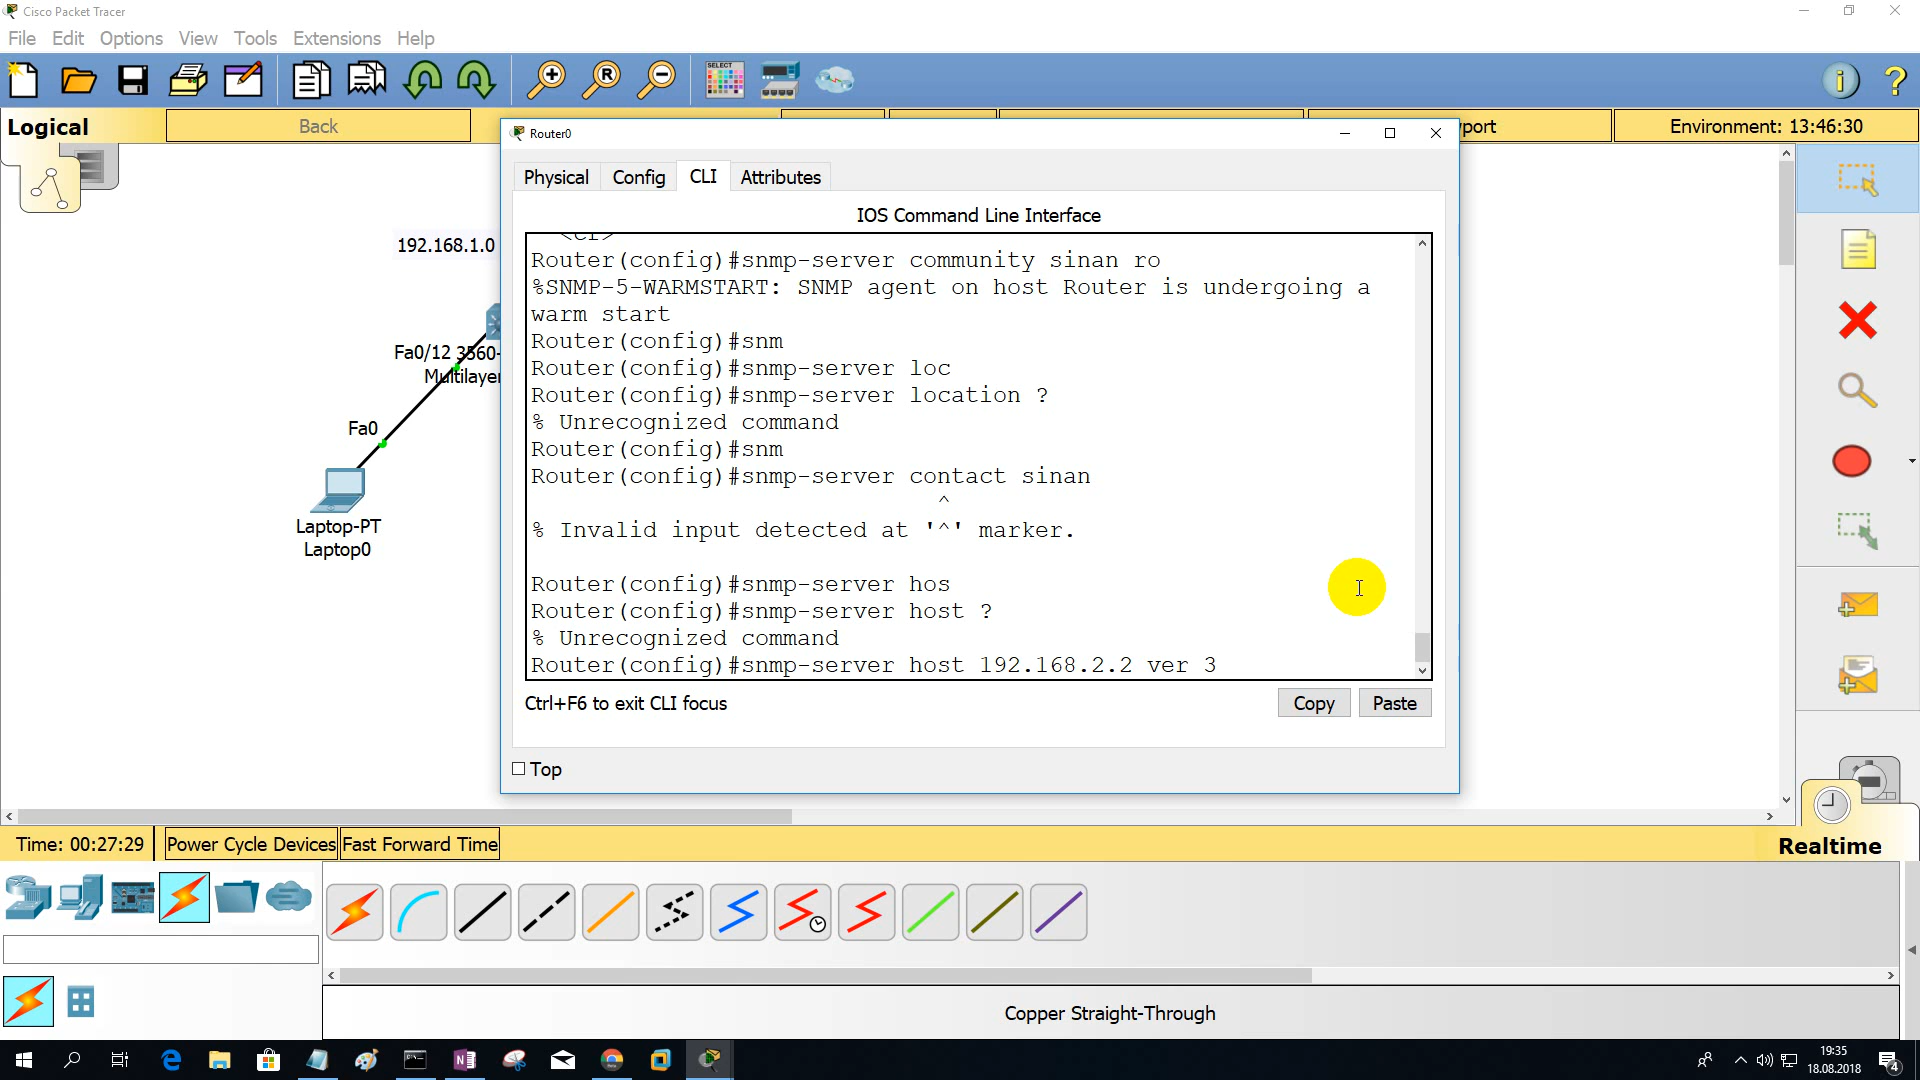 Cisco Packet Tracer
File Edit Options View Tools Extensions Help
SELECT
R
i ?
Logical
Back
port
Environment: 13:46:30
Router0
Physical Config CLI Attributes
IOS Command Line Interface
<cr>
Router(config)#snmp-server community sinan ro
%SNMP-5-WARMSTART: SNMP agent on host Router is undergoing a
warm start
Router(config)#snm
Router(config)#snmp-server loc
Router(config)#snmp-server location ?
% Unrecognized command
Router(config)#snm
Router(config)#snmp-server contact sinan
^
% Invalid input detected at '^' marker.
Router(config)#snmp-server hos
Router(config)#snmp-server host ?
% Unrecognized command
Router(config)#snmp-server host 192.168.2.2 ver 3
Ctrl+F6 to exit CLI focus
Copy Paste
Top
192.168.1.0
Fa0/12 3560-
Multilayer
Fa0
Laptop-PT
Laptop0
Time: 00:27:29 Power Cycle Devices Fast Forward Time
Realtime
Copper Straight-Through
19:35
18.08.2018
4